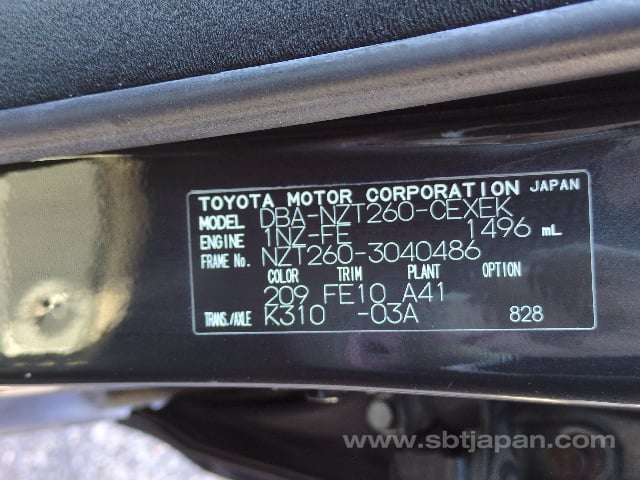 TOYOTA MOTOR CORPORATION JAPAN
MODEL DBA-NZT260-CEXEK
ENGINE 1NZ-FE 1496 mL
FRAME No. NZT260-3040486
COLOR TRIM PLANT OPTION
209 FE10 A41
TRANS./AXLE K310 -03A 828
www.sbtjapan.com